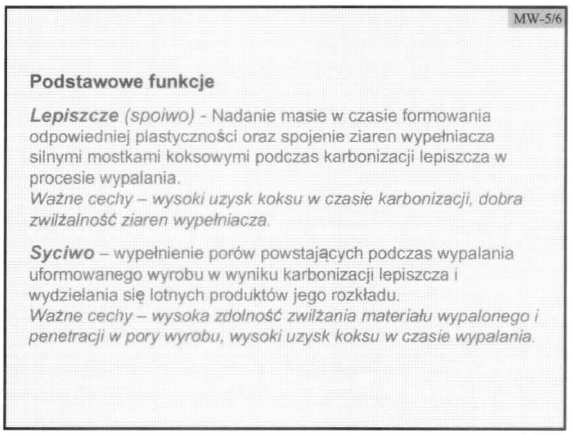 MW-5/6
Podstawowe funkcje
Lepiszcze (spoiwo) - Nadanie masie w czasie formowania
odpowiedniej plastyczności oraz spojenie ziaren wypełniacza
silnymi mostkami koksowymi podczas karbonizacji lepiszcza w
procesie wypalania.
Ważne cechy – wysoki uzysk koksu w czasie karbonizacji, dobra
zwilżalność ziaren wypełniacza.
Syciwo – wypełnienie porów powstających podczas wypalania
uformowanego wyrobu w wyniku karbonizacji lepiszcza i
wydzielania się lotnych produktów jego rozkładu.
Ważne cechy – wysoka zdolność zwilżania materiału wypalonego i
penetracji w pory wyrobu, wysoki uzysk koksu w czasie wypalania.